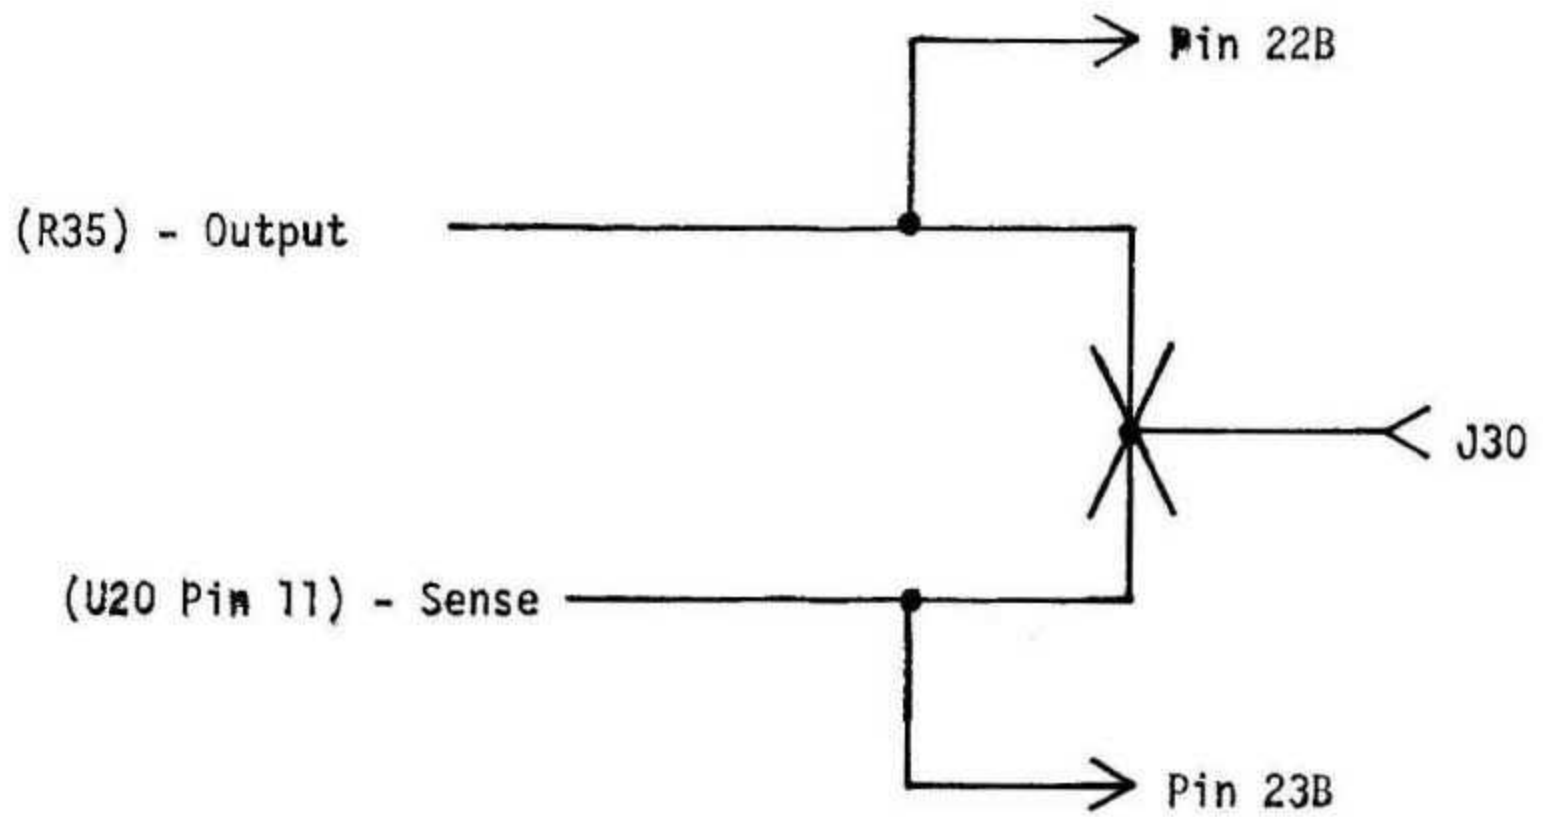 Pin 22B
(R35) - Output
J30
(U20 Pin 11) - Sense
Pin 23B